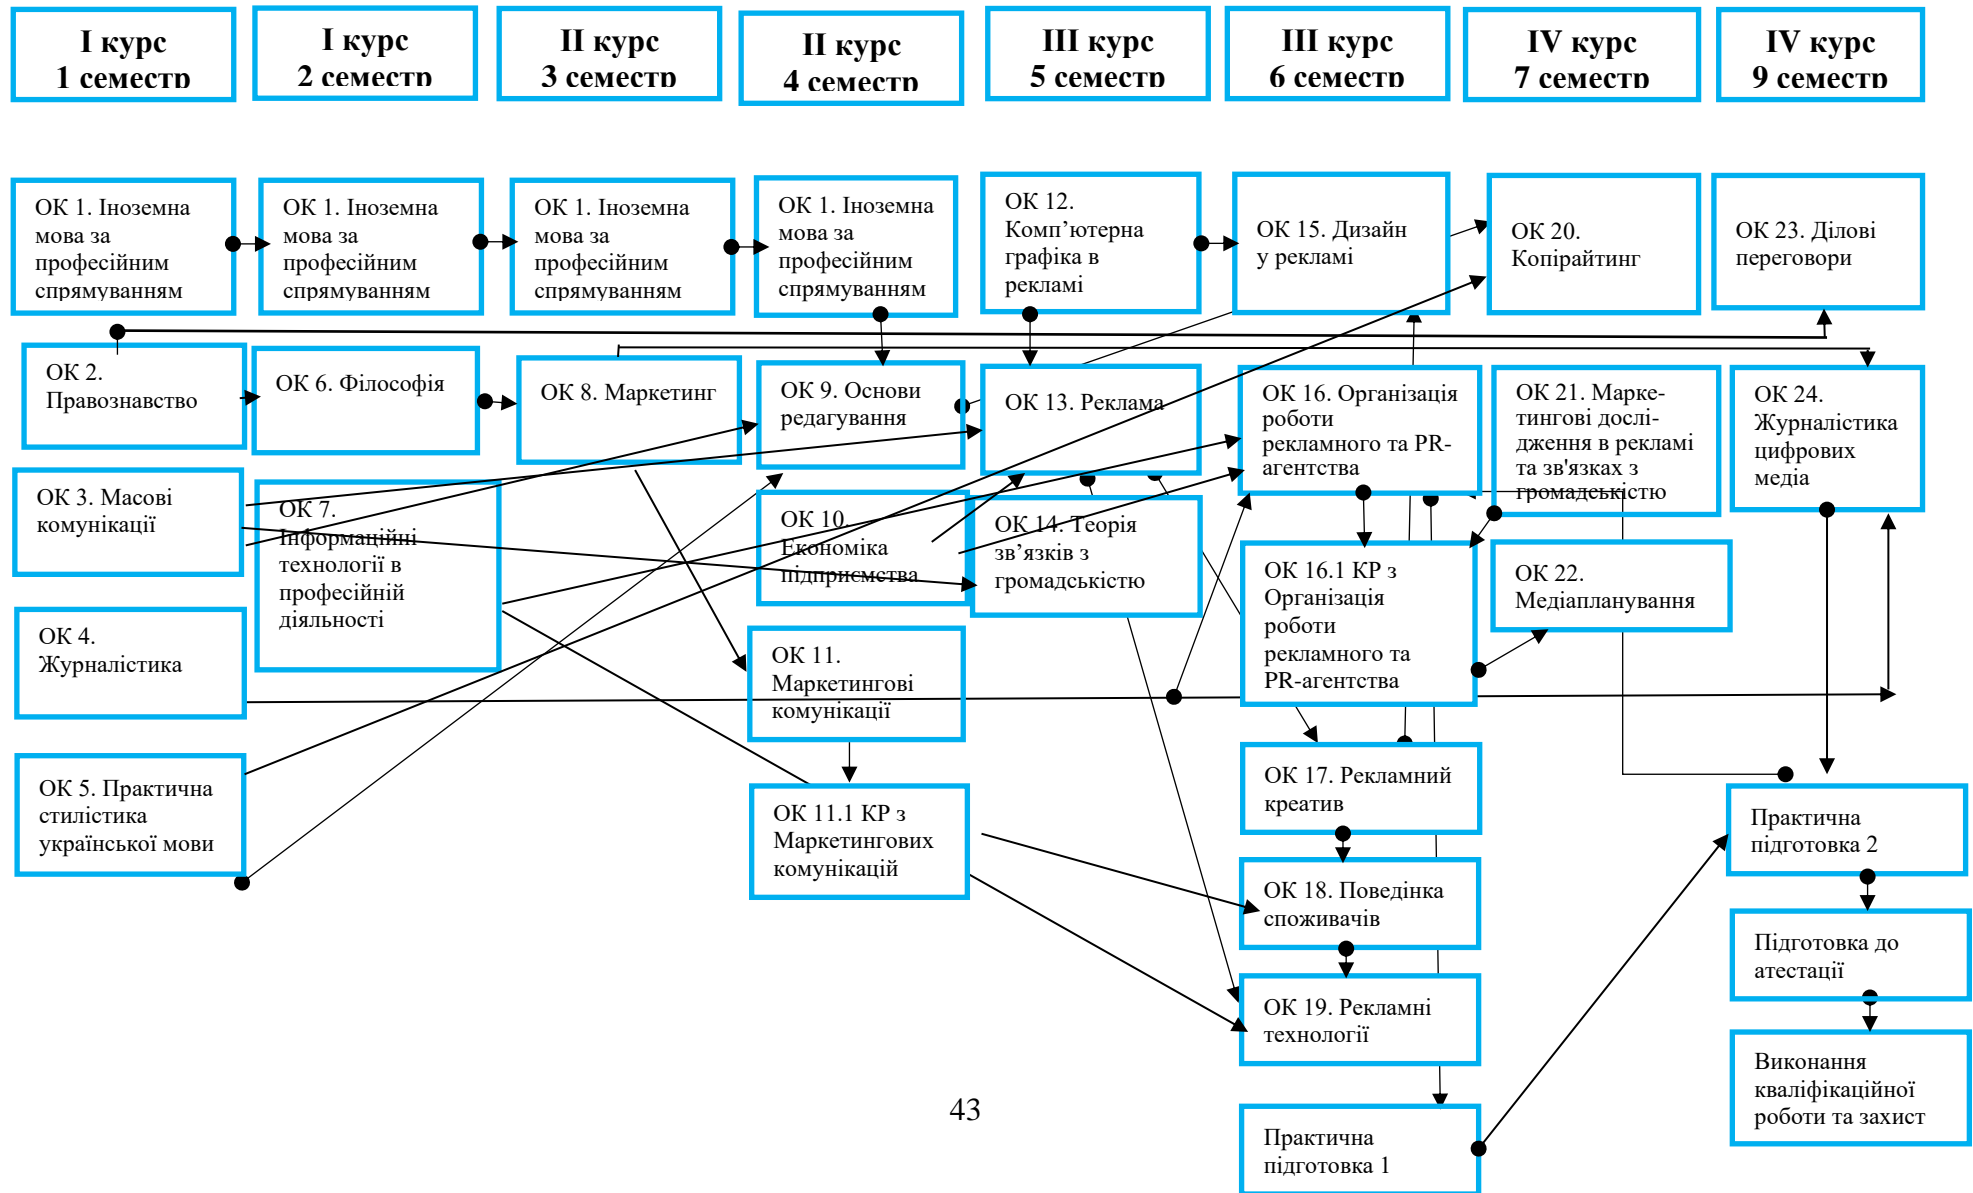 I курс
1 семестр
I курс
2 семестр
II курс
3 семестр
II курс
4 семестр
III курс
5 семестр
III курс
6 семестр
IV курс
7 семестр
IV курс
9 семестр
ОК 1. Іноземна
мова за
професійним
спрямуванням
ОК 1. Іноземна
мова за
професійним
спрямуванням
ОК 1. Іноземна
мова за
професійним
спрямуванням
ОК 1. Іноземна
мова за
професійним
спрямуванням
ОК 12.
Комп’ютерна
графіка в
рекламі
ОК 15. Дизайн
у рекламі
ОК 20.
Копірайтинг
ОК 23. Ділові
переговори
ОК 2.
Правознавство
ОК 6. Філософія
ОК 8. Маркетинг
ОК 9. Основи
редагування
ОК 13. Реклама
ОК 16. Організація
роботи
рекламного та PR-
агентства
ОК 21. Марке-
тингові дослі-
дження в рекламі
та зв'язках з
громадськістю
ОК 24.
Журналістика
цифрових
медіа
ОК 3. Масові
комунікації
ОК 7.
Інформаційні
технології в
професійній
діяльності
ОК 10.
Економіка
підприємства
ОК 14. Теорія
зв’язків з
громадськістю
ОК 16.1 КР з
Організація
роботи
рекламного та
PR-агентства
ОК 22.
Медіапланування
ОК 4.
Журналістика
ОК 11.
Маркетингові
комунікації
ОК 5. Практична
стилістика
української мови
ОК 11.1 КР з
Маркетингових
комунікацій
ОК 17. Рекламний
креатив
Практична
підготовка 2
ОК 18. Поведінка
споживачів
Підготовка до
атестації
ОК 19. Рекламні
технології
Виконання
кваліфікаційної
роботи та захист
Практична
підготовка 1
43